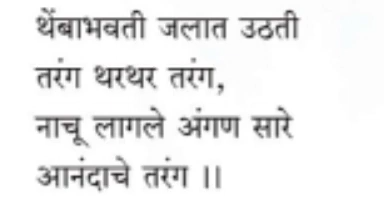 थेंबाभवती जलात उठती
तरंग थरथर तरंग,
नाचू लागले अंगण सारे
आनंदाचे तरंग ॥